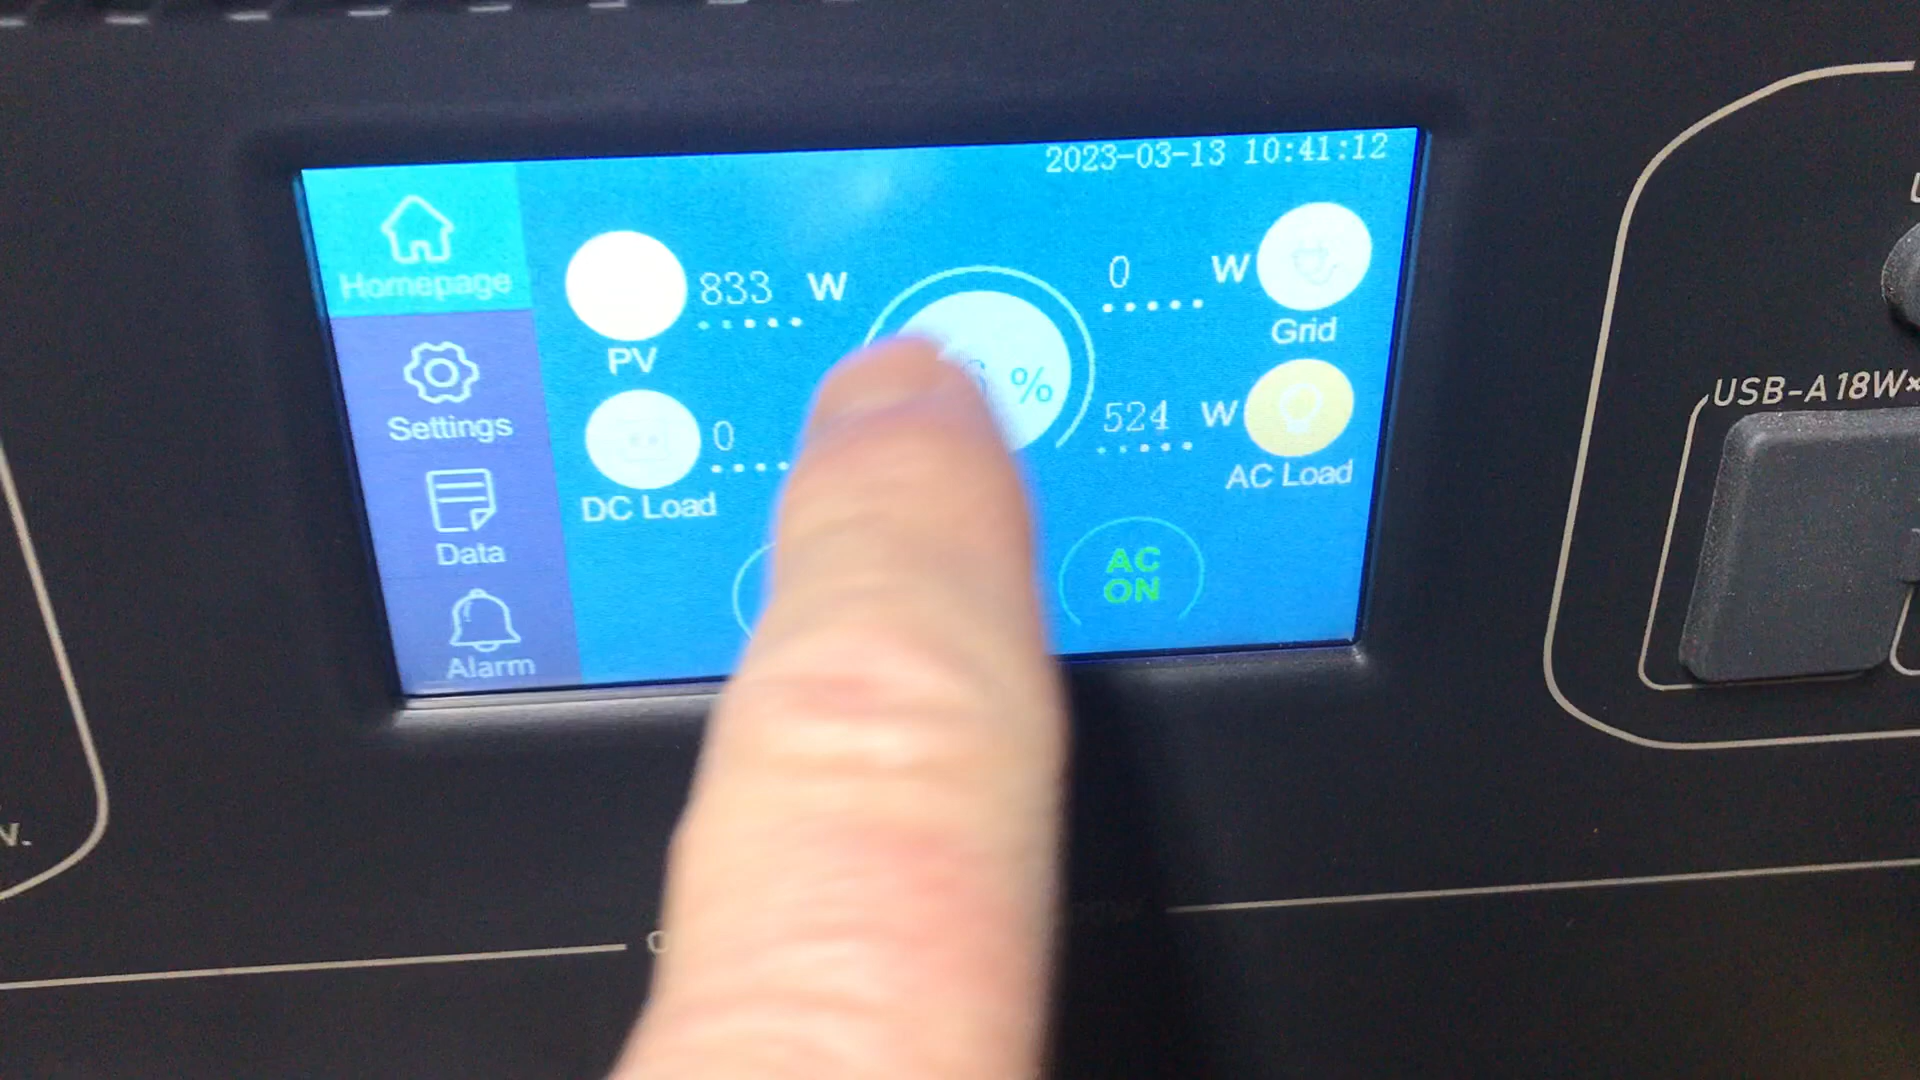 2023-03-13 10:41:12
Homepage
833 W
PV
0 W
Grid
%
Settings
0
DC Load
524 W
AC Load
Data
AC
ON
Alarm
USB-A 18W